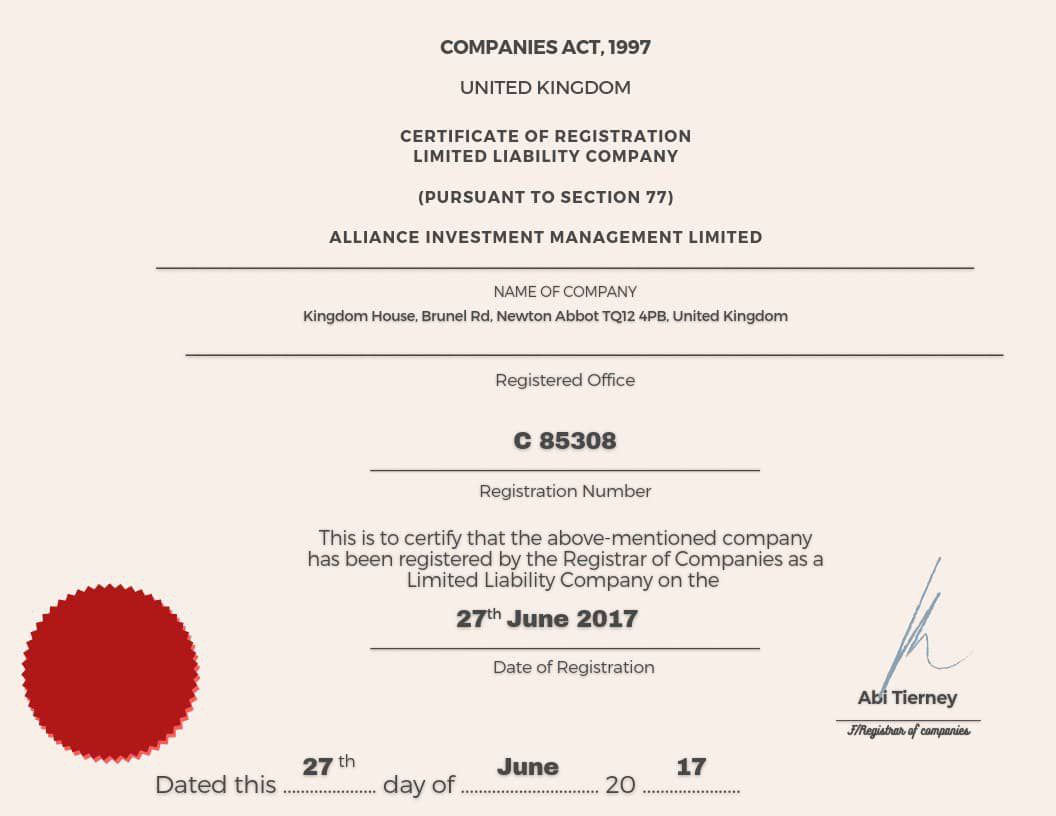 COMPANIES ACT, 1997
UNITED KINGDOM
CERTIFICATE OF REGISTRATION
LIMITED LIABILITY COMPANY
(PURSUANT TO SECTION 77)
ALLIANCE INVESTMENT MANAGEMENT LIMITED
NAME OF COMPANY
Kingdom House, Brunel Rd, Newton Abbot TQ12 4PB, United Kingdom
Registered Office
C 85308
Registration Number
This is to certify that the above-mentioned company
has been registered by the Registrar of Companies as a
Limited Liability Company on the
27th June 2017
Date of Registration
Abi Tierney
F/Registrar of companies
Dated this 27 th day of June 20 17